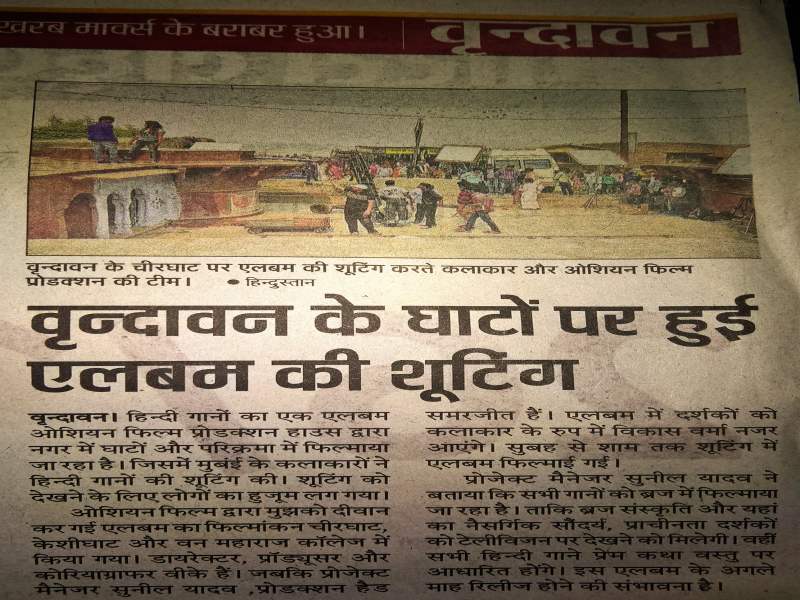 खरब मार्क्स के बराबर हुआ।
वृन्दावन
वृन्दावन के चीरघाट पर एलबम की शूटिंग करते कलाकार और ओशियन फिल्म
प्रोडक्शन की टीम। ● हिन्दुस्तान
वृन्दावन के घाटों पर हुई
एलबम की शूटिंग
वृन्दावन। हिन्दी गानों का एक एलबम
ओशियन फिल्म प्रोडक्शन हाउस द्वारा
नगर में घाटों और परिक्रमा में फिल्माया
जा रहा है। जिसमें मुबंई के कलाकारों ने
हिन्दी गानों की शूटिंग की। शूटिंग को
देखने के लिए लोगों का हुजूम लग गया।
ओशियन फिल्म द्वारा मुझको दीवान
कर गई एलबम का फिल्मांकन चीरघाट,
केशीघाट और वन महाराज कॉलेज में
किया गया। डायरेक्टर, प्रॉड्यूसर और
कोरियाग्राफर वीके हैं। जबकि प्रोजेक्ट
मैनेजर सुनील यादव ,प्रोडक्शन हैड
समरजीत हैं। एलबम में दर्शकों को
कलाकार के रुप में विकास वर्मा नजर
आएंगे। सुबह से शाम तक शूटिंग में
एलबम फिल्माई गई।
प्रोजेक्ट मैनेजर सुनील यादव ने
बताया कि सभी गानों को ब्रज में फिल्माया
जा रहा है। ताकि ब्रज संस्कृति और यहां
का नैसर्गिक सौंदर्य, प्राचीनता दर्शकों
को टेलीविजन पर देखने को मिलेगी। वहीं
सभी हिन्दी गाने प्रेम कथा वस्तु पर
आधारित होंगे। इस एलबम के अगले
माह रिलीज होने की संभावना है।